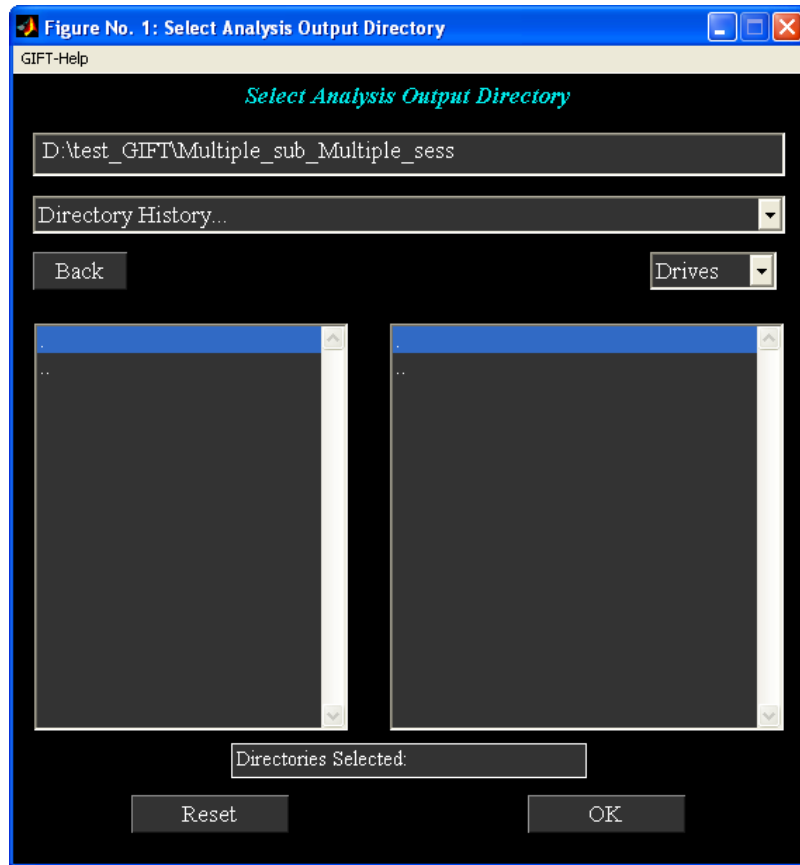 Figure No. 1: Select Analysis Output Directory
GIFT-Help
Select Analysis Output Directory
D:\test_GIFT\Multiple_sub_Multiple_sess
Directory History...
Back
Drives
.
..
.
..
Directories Selected:
Reset
OK